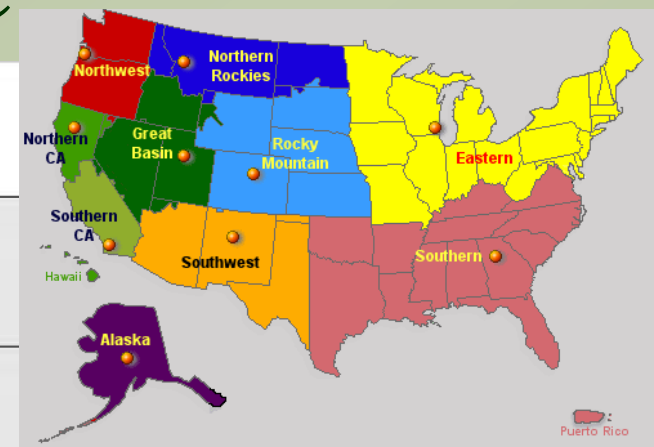 Northwest
Northern
Rockies
Northern
CA
Great
Basin
Rocky
Mountain
Eastern
Southern
CA
Southwest
Southern
Hawaii
Alaska
Puerto Rico